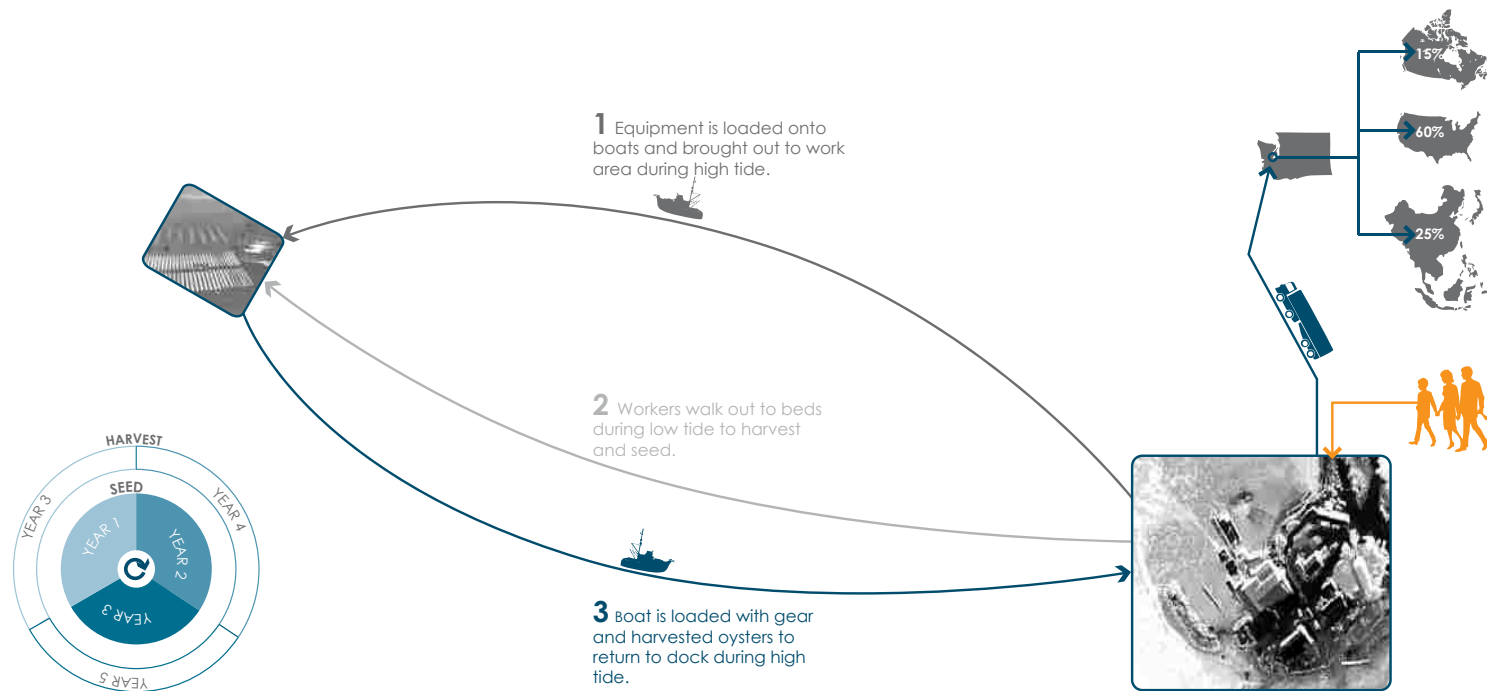 15%
60%
25%
1 Equipment is loaded onto
boats and brought out to work
area during high tide.
2 Workers walk out to beds
during low tide to harvest
and seed.
3 Boat is loaded with gear
and harvested oysters to
return to dock during high
tide.
HARVEST
SEED
YEAR 1
YEAR 2
YEAR 3
YEAR 3
YEAR 4
YEAR 5